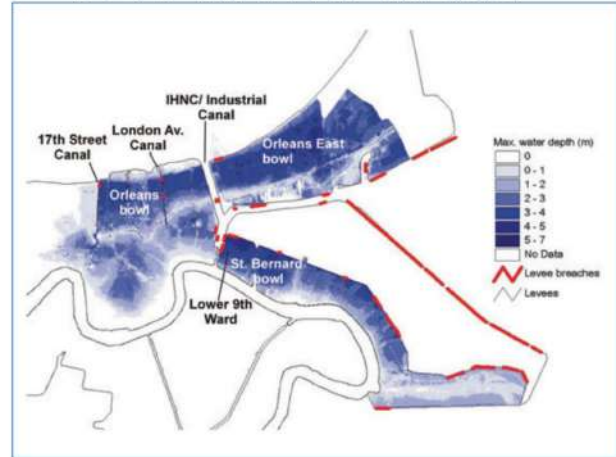 IHNC/ Industrial
Canal
London Av.
Canal
17th Street
Canal
Orleans East
bowl
Orleans
bowl
St. Bernard
bowl
Lower 9th
Ward
Max. water depth (m)
0
0 - 1
1 - 2
2 - 3
3 - 4
4 - 5
5 - 7
No Data
Levee breaches
Levees